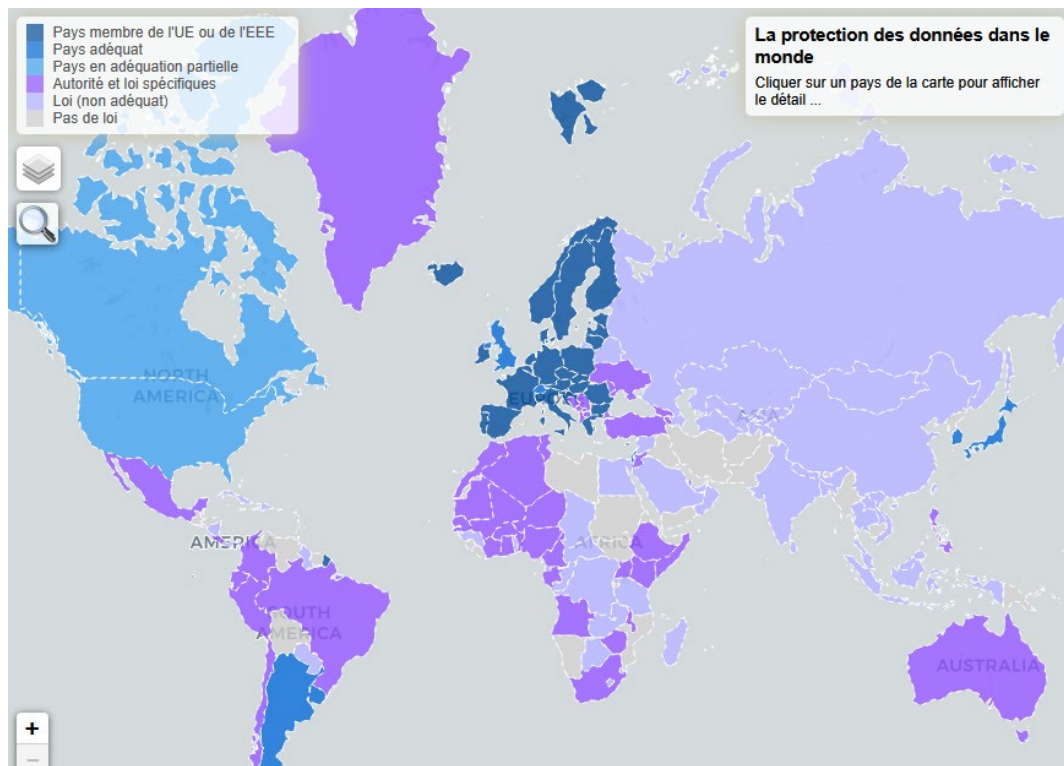 Pays membre de l'UE ou de l'EEE
Pays adéquat
Pays en adéquation partielle
Autorité et loi spécifiques
Loi (non adéquat)
Pas de loi
La protection des données dans le
monde
Cliquer sur un pays de la carte pour afficher
le détail ...
NORTH
AMERICA
EUROPE
ASIA
AMERICA
AFRICA
SOUTH
AMERICA
AUSTRALIA
+
−